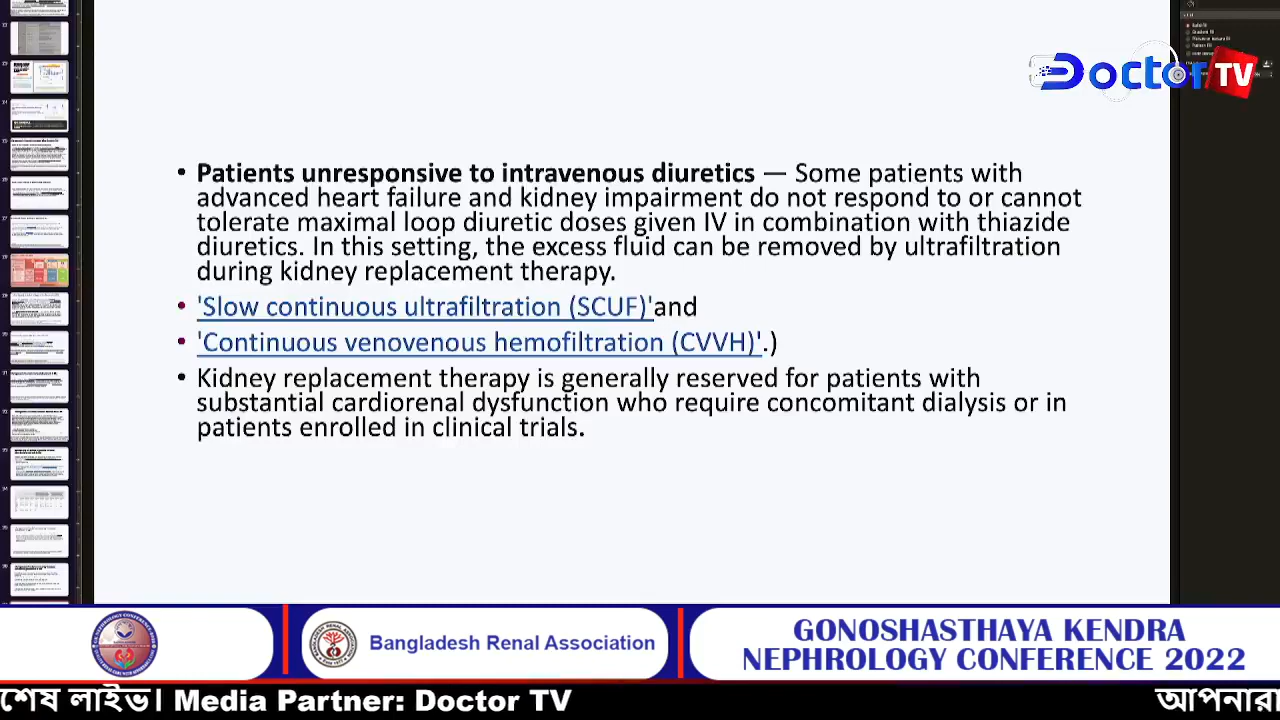 Doctor TV
• Patients unresponsive to intravenous diuretics — Some patients with
advanced heart failure and kidney impairment do not respond to or cannot
tolerate maximal loop diuretic doses given IV in combination with thiazide
diuretics. In this setting, the excess fluid can be removed by ultrafiltration
during kidney replacement therapy.
• 'Slow continuous ultrafiltration (SCUF)'and
• 'Continuous venovenous hemofiltration (CVVH)'.)
• Kidney replacement therapy is generally reserved for patients with
substantial cardiorenal dysfunction who require concomitant dialysis or in
patients enrolled in clinical trials.
Bangladesh Renal Association
GONOSHASTHAYA KENDRA
NEPHROLOGY CONFERENCE 2022
শেষ লাইভ। Media Partner: Doctor TV আপনারা